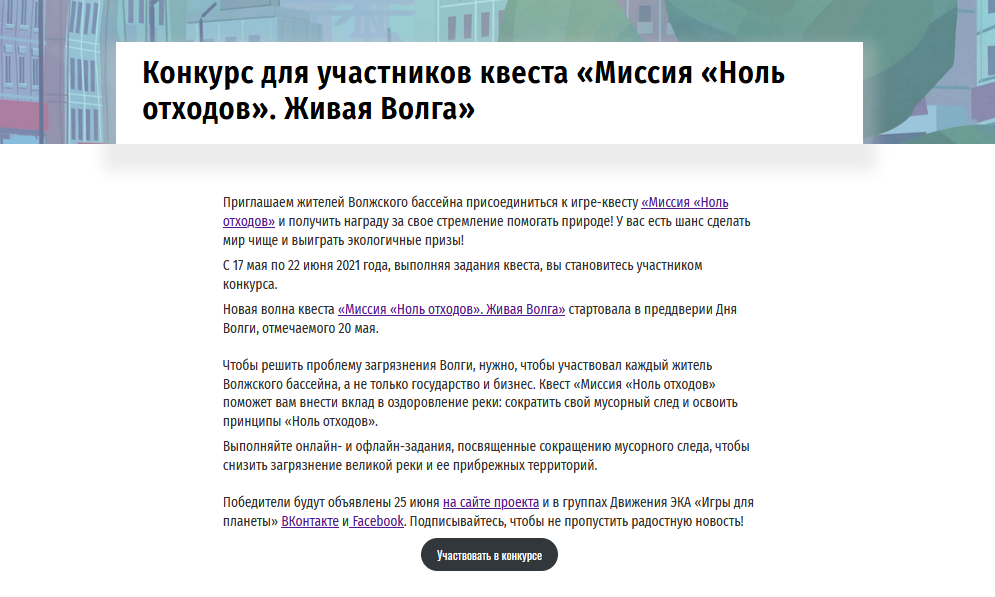 Конкурс для участников квеста «Миссия «Ноль
отходов». Живая Волга»
Приглашаем жителей Волжского бассейна присоединиться к игре-квесту «Миссия «Ноль
отходов» и получить награду за свое стремление помогать природе! У вас есть шанс сделать
мир чище и выиграть экологичные призы!
С 17 мая по 22 июня 2021 года, выполняя задания квеста, вы становитесь участником
конкурса.
Новая волна квеста «Миссия «Ноль отходов». Живая Волга» стартовала в преддверии Дня
Волги, отмечаемого 20 мая.
Чтобы решить проблему загрязнения Волги, нужно, чтобы участвовал каждый житель
Волжского бассейна, а не только государство и бизнес. Квест «Миссия «Ноль отходов»
поможет вам внести вклад в оздоровление реки: сократить свой мусорный след и освоить
принципы «Ноль отходов».
Выполняйте онлайн- и офлайн-задания, посвященные сокращению мусорного следа, чтобы
снизить загрязнение великой реки и ее прибрежных территорий.
Победители будут объявлены 25 июня на сайте проекта и в группах Движения ЭКА «Игры для
планеты» ВКонтакте и Facebook. Подписывайтесь, чтобы не пропустить радостную новость!
Участвовать в конкурсе